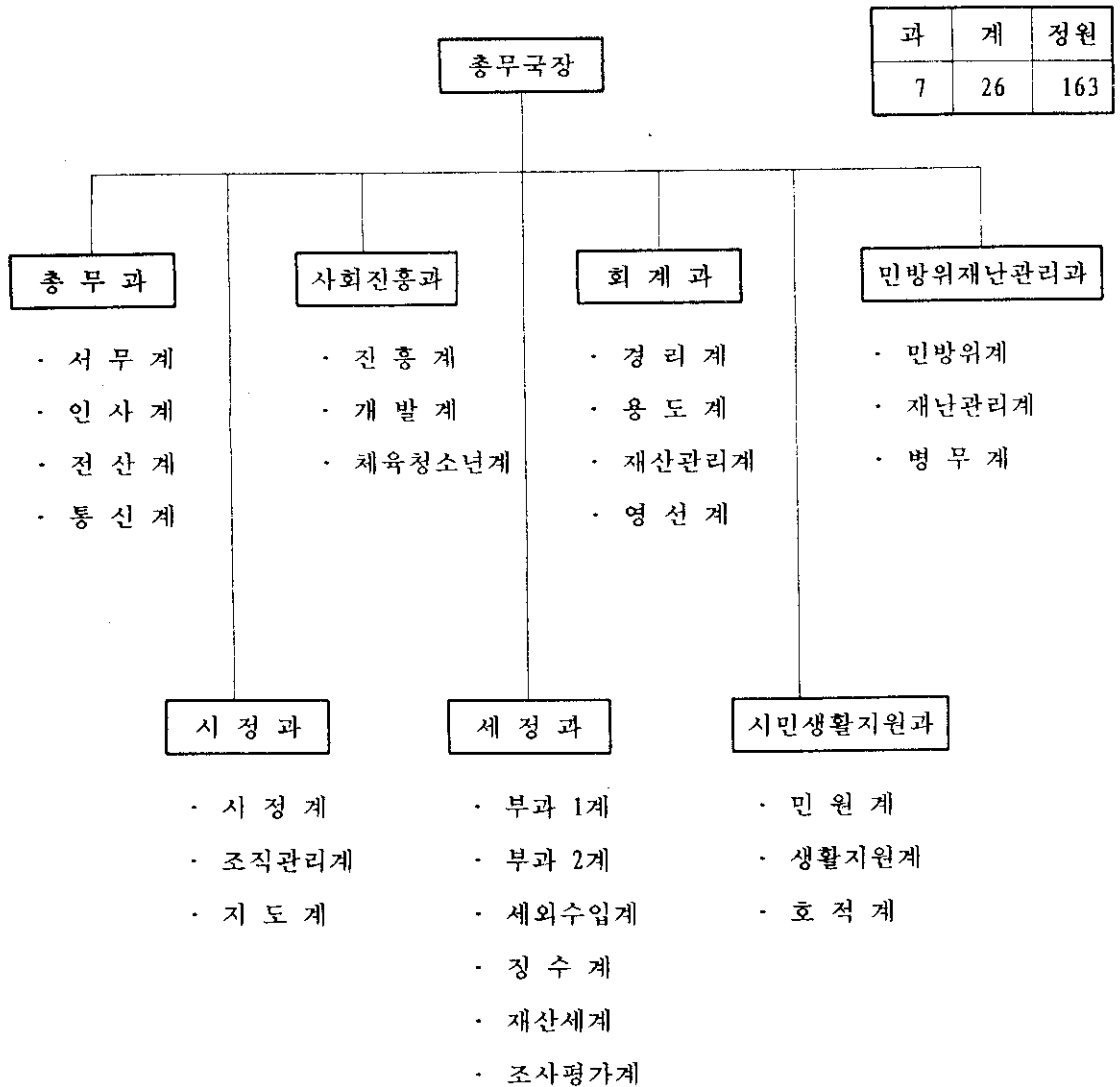 과 계 정원
7 26 163
총무국장
총 무 과
· 서 무 계
· 인 사 계
· 전 산 계
· 통 신 계
사회진흥과
· 진 흥 계
· 개 발 계
· 체육청소년계
회 계 과
· 경 리 계
· 용 도 계
· 재산관리계
· 영 선 계
민방위재난관리과
· 민방위계
· 재난관리계
· 병 무 계
시 정 과
· 시 정 계
· 조직관리계
· 지 도 계
세 정 과
· 부과 1계
· 부과 2계
· 세외수입계
· 징 수 계
· 재산세계
· 조사평가계
시민생활지원과
· 민 원 계
· 생활지원계
· 호 적 계